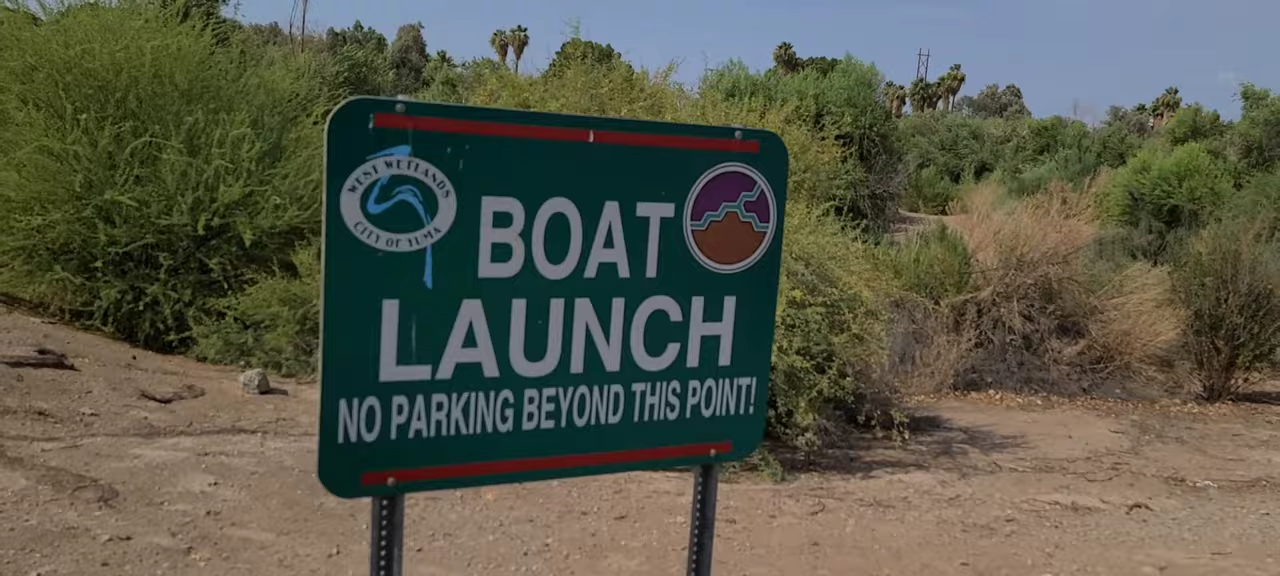 WEST WETLANDS
CITY OF YUMA
BOAT
LAUNCH
NO PARKING BEYOND THIS POINT!